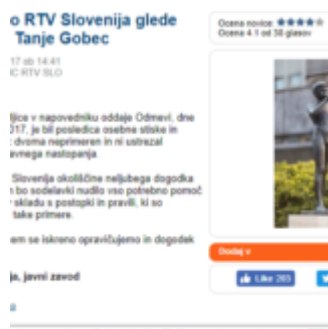 o RTV Slovenija glede
Tanje Gobec
17 ob 14:41
IC RTV SLO
ljice v napovedniku oddaje Odmevi, dne
017, je bil posledica osebne stiske in
dvoma neprimeren in ni ustrezal
avnega nastopanja.
Slovenija okoliščine neljubega dogodka
n bo sodelavki nudilo vso potrebno pomoč
skladu s postopki in pravili, ki so
take primere.
em se iskreno opravičujemo in dogodek
ja, javni zavod
Ocena novice:
Ocena 4.1 od 38 glasov
Dodaj v
Like 203